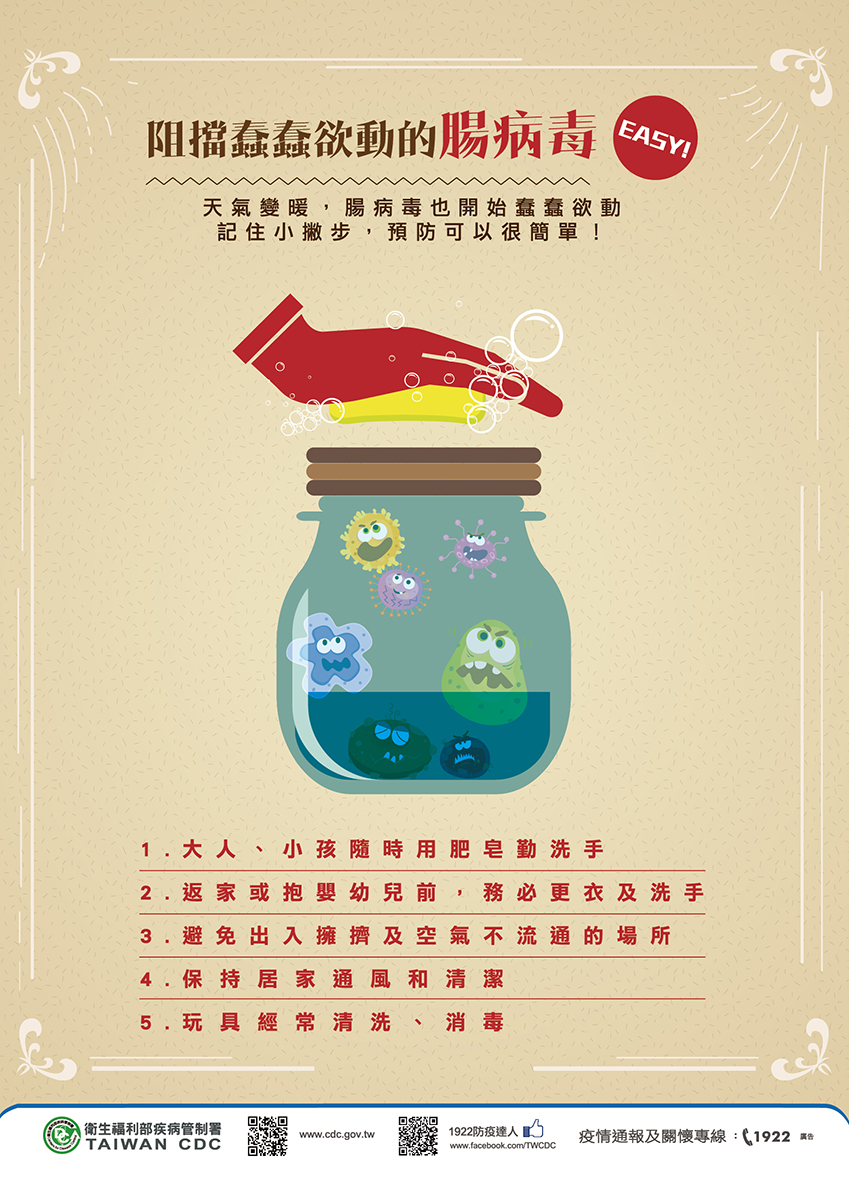 阻擋蠢蠢欲動的腸病毒
EASY!
天氣變暖，腸病毒也開始蠢蠢欲動
記住小撇步，預防可以很簡單！
1.大人、小孩隨時用肥皂勤洗手
2.返家或抱嬰幼兒前，務必更衣及洗手
3.避免出入擁擠及空氣不流通的場所
4.保持居家通風和清潔
5.玩具經常清洗、消毒
衛生福利部疾病管制署
TAIWAN CDC
www.cdc.gov.tw
1922防疫達人
www.facebook.com/TWCDC
疫情通報及關懷專線：1922 廣告